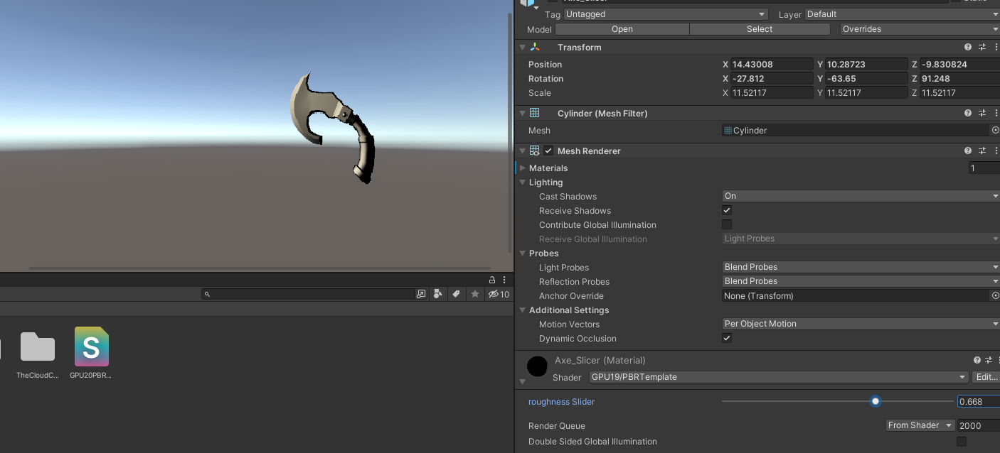 Tag Untagged Layer Default
Model Open Select Overrides
Transform
Position X 14.43008 Y 10.28723 Z -9.830824
Rotation X -27.812 Y -63.65 Z 91.248
Scale X 11.52117 Y 11.52117 Z 11.52117
Cylinder (Mesh Filter)
Mesh Cylinder
Mesh Renderer
Materials 1
Lighting
Cast Shadows On
Receive Shadows
Contribute Global Illumination
Receive Global Illumination Light Probes
Probes
Light Probes Blend Probes
Reflection Probes Blend Probes
Anchor Override None (Transform)
Additional Settings
Motion Vectors Per Object Motion
Dynamic Occlusion
Axe_Slicer (Material)
Shader GPU19/PBRTemplate Edit...
roughness Slider 0.668
Render Queue From Shader 2000
Double Sided Global Illumination
10
S
TheCloudC... GPU20PBR...